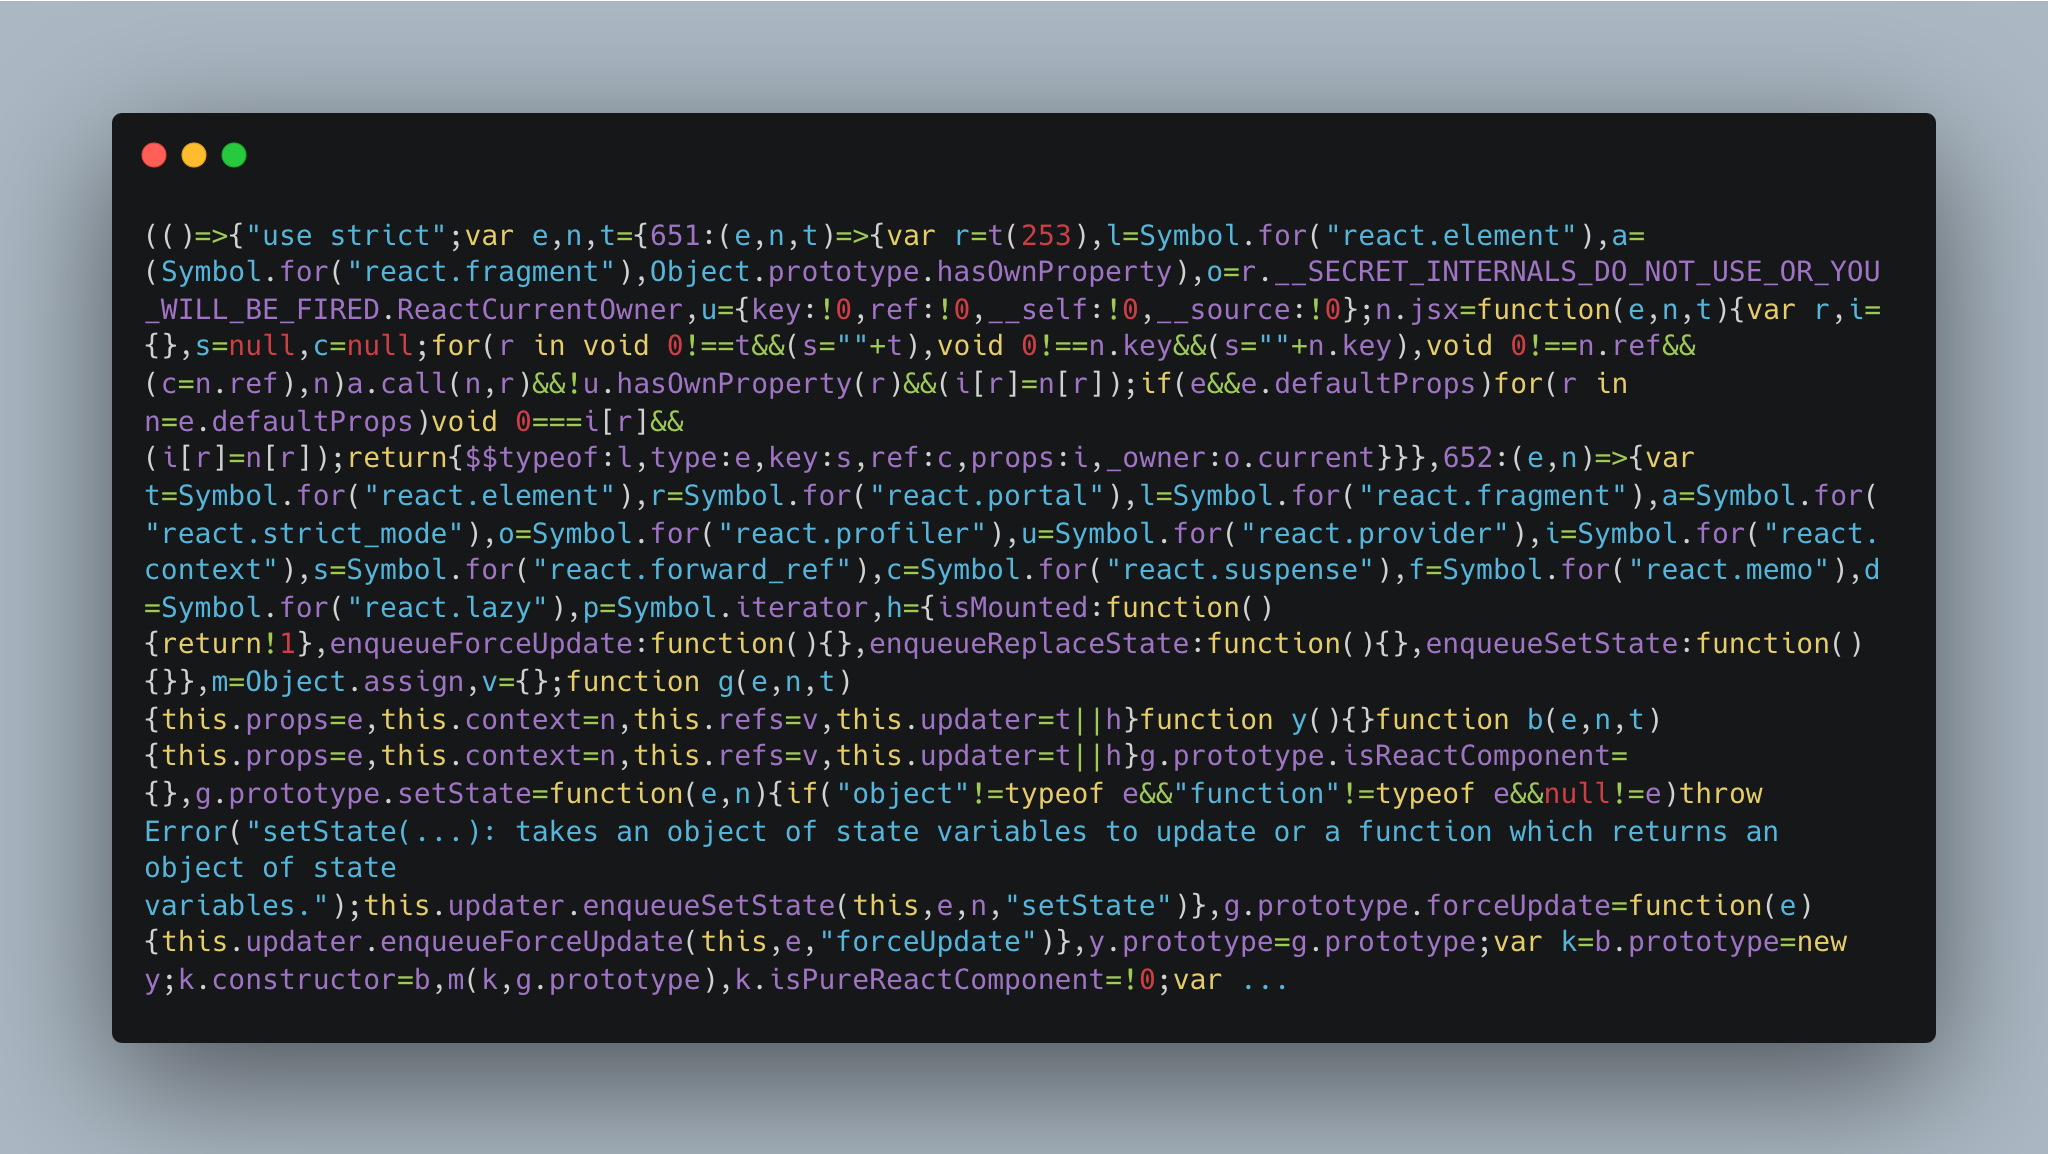 (()=>{"use strict";var e,n,t={651:(e,n,t)=>{var r=t(253),l=Symbol.for("react.element"),a=
(Symbol.for("react.fragment"),Object.prototype.hasOwnProperty),o=r.__SECRET_INTERNALS_DO_NOT_USE_OR_YOU
_WILL_BE_FIRED.ReactCurrentOwner,u={key:!0,ref:!0,__self:!0,__source:!0};n.jsx=function(e,n,t){var r,i=
{},s=null,c=null;for(r in void 0!==t&&(s=""+t),void 0!==n.key&&(s=""+n.key),void 0!==n.ref&&
(c=n.ref),n)a.call(n,r)&&!u.hasOwnProperty(r)&&(i[r]=n[r]);if(e&&e.defaultProps)for(r in
n=e.defaultProps)void 0===i[r]&&
(i[r]=n[r]);return{$$typeof:l,type:e,key:s,ref:c,props:i,_owner:o.current}}},652:(e,n)=>{var
t=Symbol.for("react.element"),r=Symbol.for("react.portal"),l=Symbol.for("react.fragment"),a=Symbol.for(
"react.strict_mode"),o=Symbol.for("react.profiler"),u=Symbol.for("react.provider"),i=Symbol.for("react.
context"),s=Symbol.for("react.forward_ref"),c=Symbol.for("react.suspense"),f=Symbol.for("react.memo"),d
=Symbol.for("react.lazy"),p=Symbol.iterator,h={isMounted:function()
{return!1},enqueueForceUpdate:function(){},enqueueReplaceState:function(){},enqueueSetState:function()
{}},m=Object.assign,v={};function g(e,n,t)
{this.props=e,this.context=n,this.refs=v,this.updater=t||h}function y(){}function b(e,n,t)
{this.props=e,this.context=n,this.refs=v,this.updater=t||h}g.prototype.isReactComponent=
{},g.prototype.setState=function(e,n){if("object"!=typeof e&&"function"!=typeof e&&null!=e)throw
Error("setState(...): takes an object of state variables to update or a function which returns an
object of state
variables.");this.updater.enqueueSetState(this,e,n,"setState")},g.prototype.forceUpdate=function(e)
{this.updater.enqueueForceUpdate(this,e,"forceUpdate")},y.prototype=g.prototype;var k=b.prototype=new
y;k.constructor=b,m(k,g.prototype),k.isPureReactComponent=!0;var ...